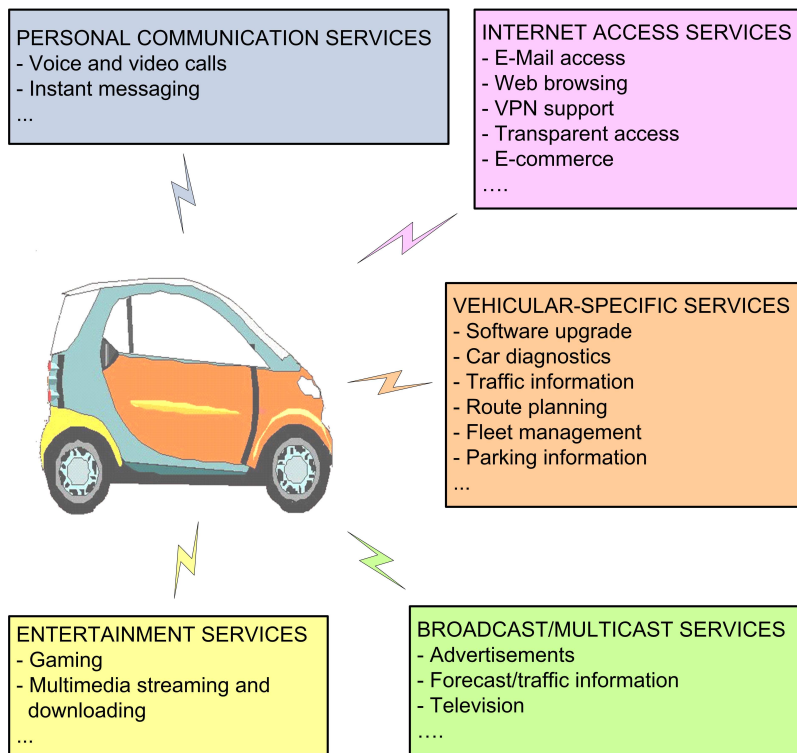 PERSONAL COMMUNICATION SERVICES
- Voice and video calls
- Instant messaging
...
INTERNET ACCESS SERVICES
- E-Mail access
- Web browsing
- VPN support
- Transparent access
- E-commerce
....
VEHICULAR-SPECIFIC SERVICES
- Software upgrade
- Car diagnostics
- Traffic information
- Route planning
- Fleet management
- Parking information
...
ENTERTAINMENT SERVICES
- Gaming
- Multimedia streaming and
downloading
...
BROADCAST/MULTICAST SERVICES
- Advertisements
- Forecast/traffic information
- Television
....